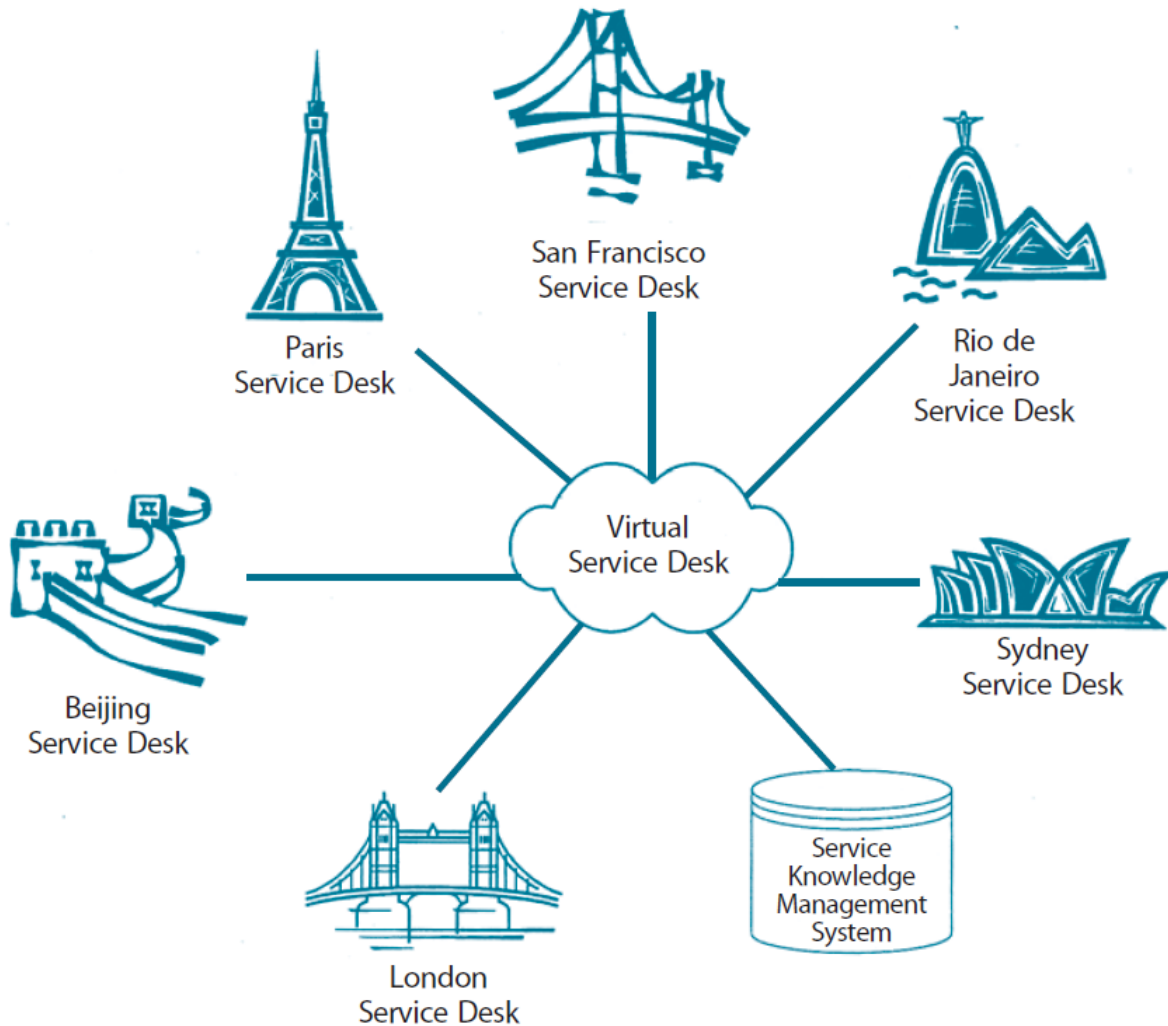 San Francisco
Service Desk
Paris
Service Desk
Rio de
Janeiro
Service Desk
Virtual
Service Desk
Beijing
Service Desk
Sydney
Service Desk
Service
Knowledge
Management
System
London
Service Desk